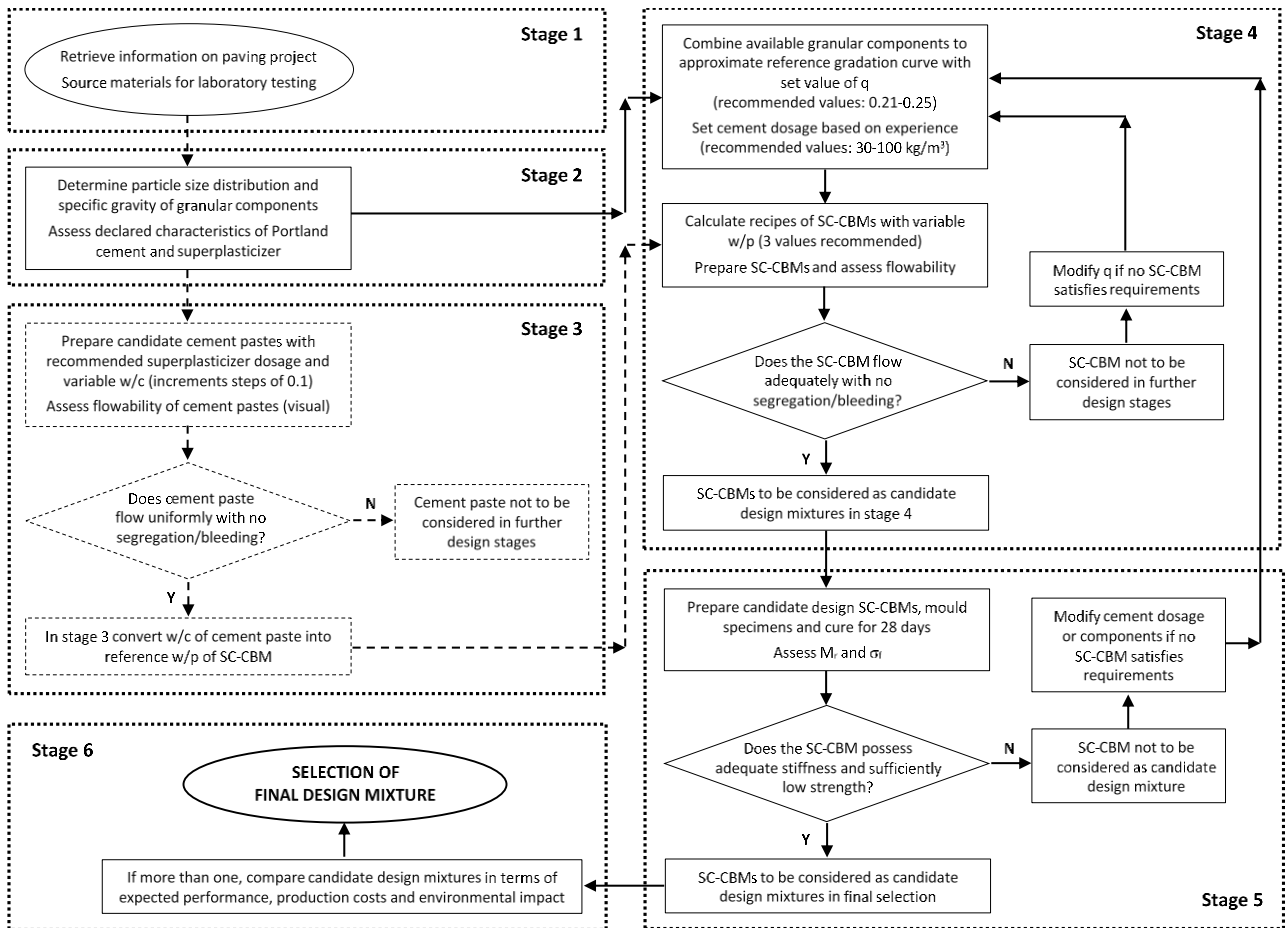 Stage 1
Retrieve information on paving project
Source materials for laboratory testing
Stage 2
Determine particle size distribution and
specific gravity of granular components
Assess declared characteristics of Portland
cement and superplasticizer
Stage 3
Prepare candidate cement pastes with
recommended superplasticizer dosage and
variable w/c (increments steps of 0.1)
Assess flowability of cement pastes (visual)
Does cement paste
flow uniformly with no
segregation/bleeding?
N
Cement paste not to be
considered in further
design stages
Y
In stage 3 convert w/c of cement paste into
reference w/p of SC-CBM
Stage 4
Combine available granular components to
approximate reference gradation curve with
set value of q
(recommended values: 0.21-0.25)
Set cement dosage based on experience
(recommended values: 30-100 kg/m³)
Calculate recipes of SC-CBMs with variable
w/p (3 values recommended)
Prepare SC-CBMs and assess flowability
Modify q if no SC-CBM
satisfies requirements
Does the SC-CBM flow
adequately with no
segregation/bleeding?
N
SC-CBM not to be
considered in further
design stages
Y
SC-CBMs to be considered as candidate
design mixtures in stage 4
Prepare candidate design SC-CBMs, mould
specimens and cure for 28 days
Assess Mr and σf
Modify cement dosage
or components if no
SC-CBM satisfies
requirements
Does the SC-CBM possess
adequate stiffness and sufficiently
low strength?
N
SC-CBM not to be
considered as candidate
design mixture
Y
SC-CBMs to be considered as candidate
design mixtures in final selection
Stage 5
Stage 6
SELECTION OF
FINAL DESIGN MIXTURE
If more than one, compare candidate design mixtures in terms of
expected performance, production costs and environmental impact